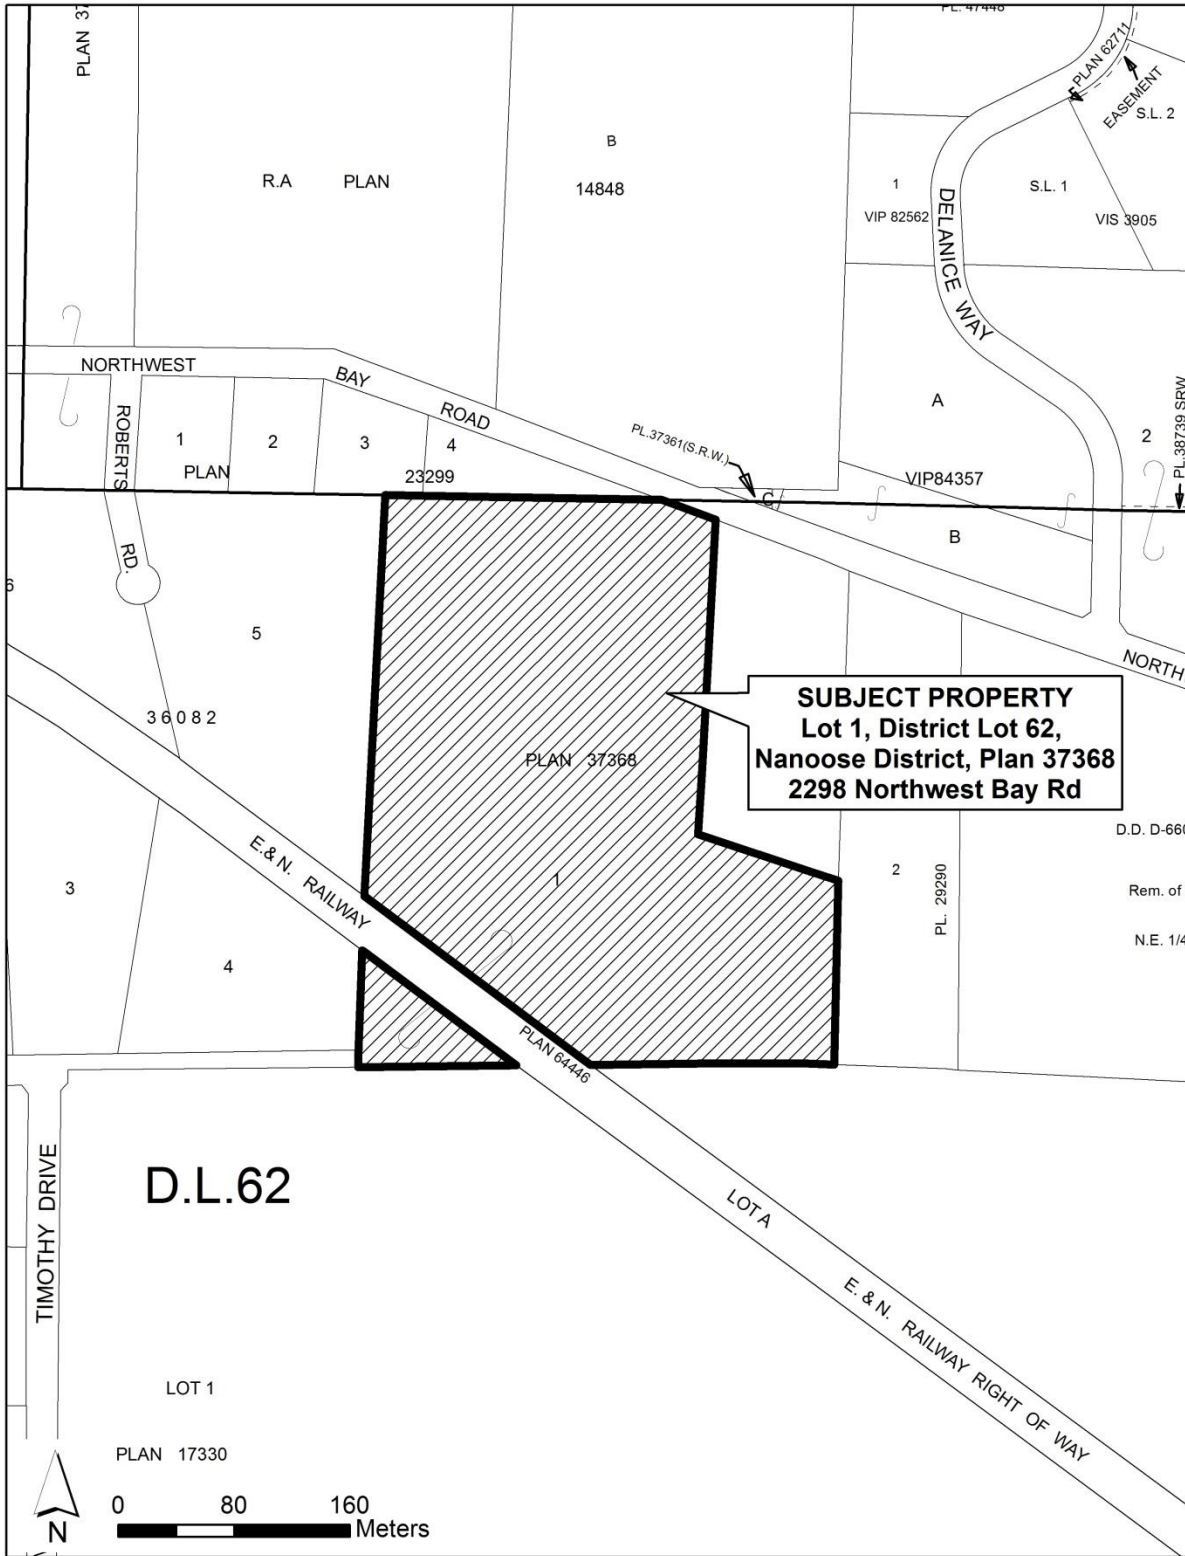 PLAN 37
PL. 47448
PLAN 62711
EASEMENT
S.L. 2
R.A PLAN
B
14848
1
VIP 82562
S.L. 1
VIS 3905
DELANICE WAY
NORTHWEST BAY ROAD
ROBERTS RD.
1
2
3
4
PLAN 23299
PL.37361(S.R.W.)
C
A
VIP84357
B
2
PL.38739 SRW
NORTH
6
5
36082
SUBJECT PROPERTY
Lot 1, District Lot 62,
Nanoose District, Plan 37368
2298 Northwest Bay Rd
PLAN 37368
1
E.& N. RAILWAY
3
4
2
PL. 29290
D.D. D-660
Rem. of
N.E. 1/4
PLAN 64446
D.L.62
TIMOTHY DRIVE
LOT A
E. & N. RAILWAY RIGHT OF WAY
LOT 1
PLAN 17330
N
0 80 160
Meters